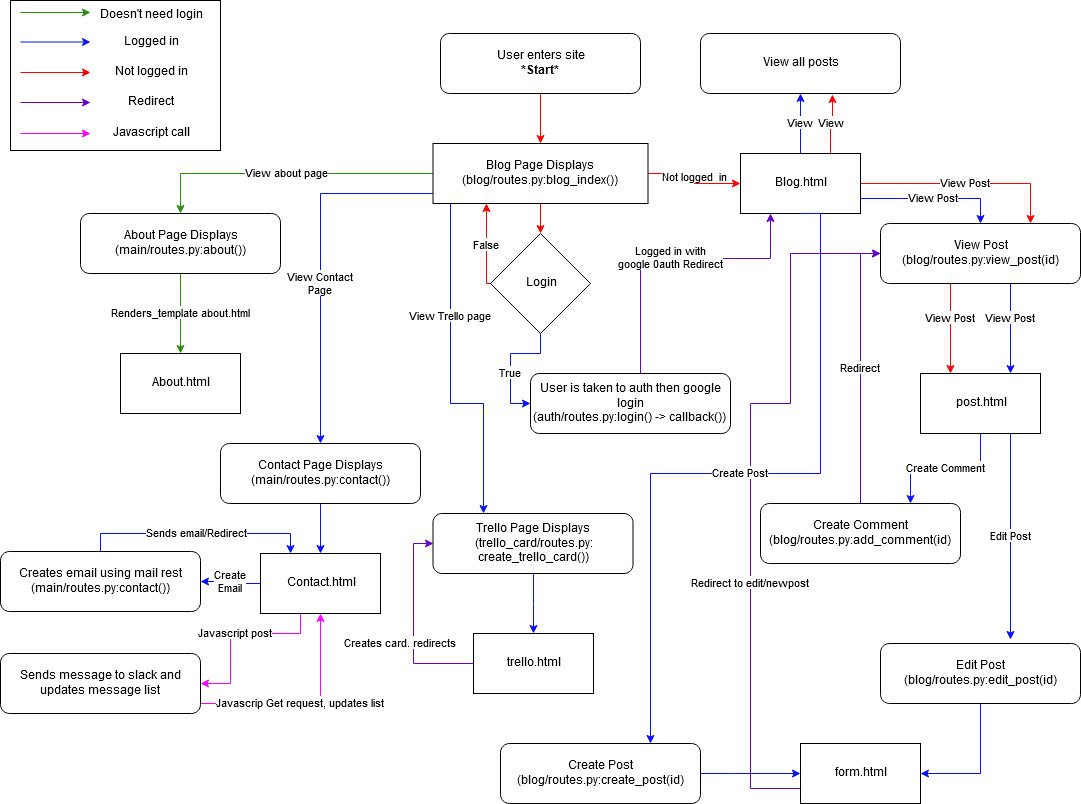 Doesn't need login
Logged in
Not logged in
Redirect
Javascript call
User enters site
*Start*
View all posts
View
View
Blog Page Displays
(blog/routes.py:blog_index())
Not logged in
Blog.html
View about page
View Post
View Post
About Page Displays
(main/routes.py:about())
False
Login
Logged in with
google 0auth Redirect
View Post
(blog/routes.py:view_post(id)
View Contact
Page
Renders_template about.html
View Trello page
View Post
View Post
True
Redirect
About.html
User is taken to auth then google
login
(auth/routes.py:login() -> callback())
post.html
Contact Page Displays
(main/routes.py:contact())
Create Post
Create Comment
Sends email/Redirect
Trello Page Displays
(trello_card/routes.py:
create_trello_card())
Create Comment
(blog/routes.py:add_comment(id)
Edit Post
Creates email using mail rest
(main/routes.py:contact())
Create
Email
Contact.html
Redirect to edit/newpost
Javascript post
Creates card. redirects
trello.html
Sends message to slack and
updates message list
Javascrip Get request, updates list
Edit Post
(blog/routes.py:edit_post(id)
Create Post
(blog/routes.py:create_post(id)
form.html